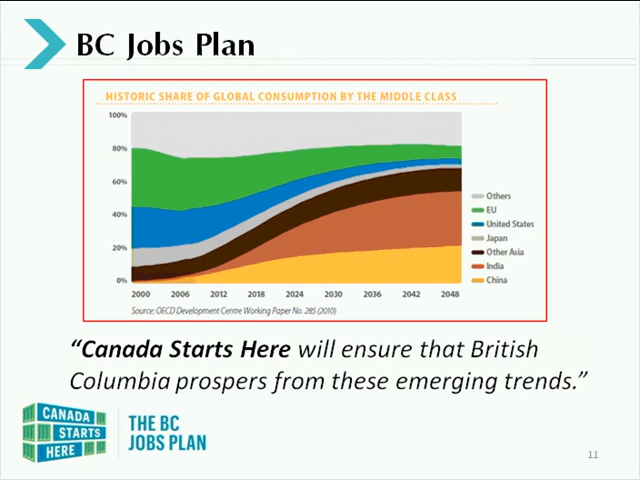 BC Jobs Plan
HISTORIC SHARE OF GLOBAL CONSUMPTION BY THE MIDDLE CLASS
100%
80%
60%
40%
20%
0%
Others
EU
United States
Japan
Other Asia
India
China
2000 2006 2012 2018 2024 2030 2036 2042 2048
Source: OECD Development Centre Working Paper No. 285 (2010)
“Canada Starts Here will ensure that British
Columbia prospers from these emerging trends.”
CANADA
STARTS
HERE
THE BC
JOBS PLAN
11